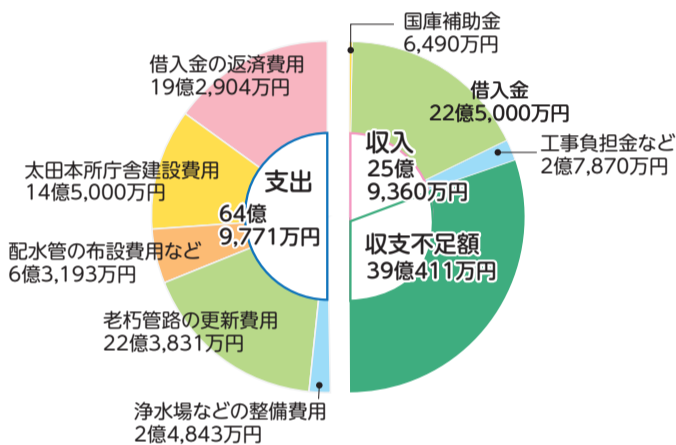 国庫補助金
6,490万円
借入金
22億5,000万円
工事負担金など
2億7,870万円
収入
25億
9,360万円
収支不足額
39億411万円
支出
64億
9,771万円
借入金の返済費用
19億2,904万円
太田本所庁舎建設費用
14億5,000万円
配水管の布設費用など
6億3,193万円
老朽管路の更新費用
22億3,831万円
浄水場などの整備費用
2億4,843万円